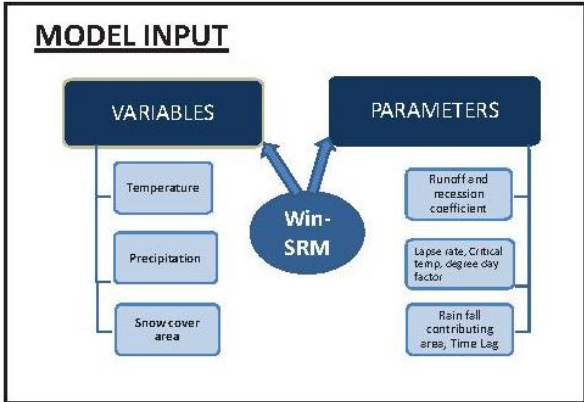 MODEL INPUT
VARIABLES
Temperature
Precipitation
Snow cover
area
Win-
SRM
PARAMETERS
Runoff and
recession
coefficient
Lapse rate, Critical
temp, degree day
factor
Rain fall
contributing
area, Time Lag